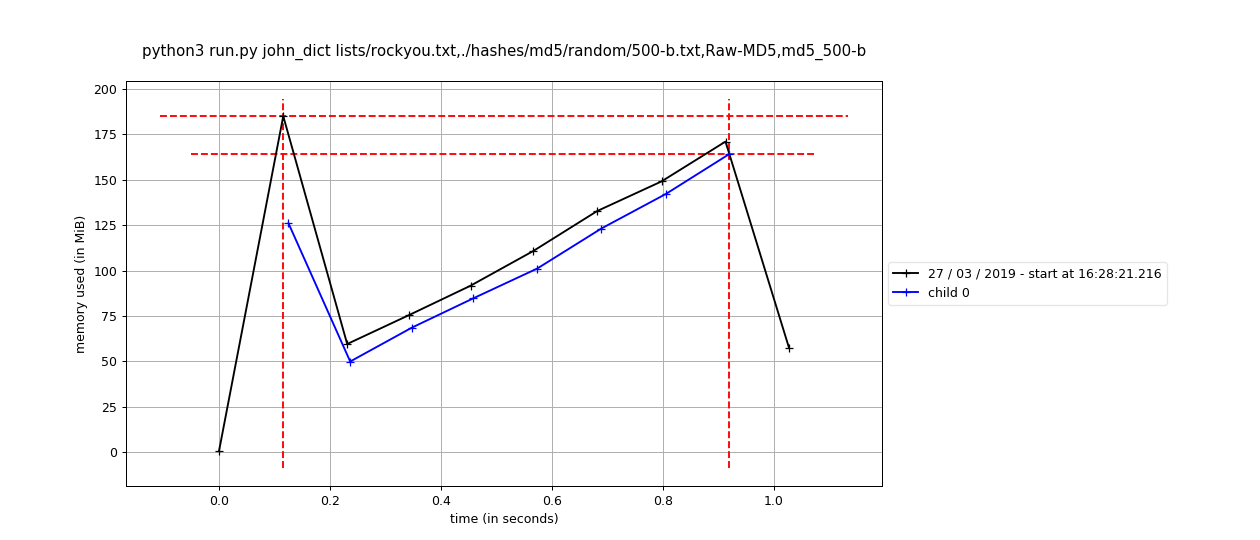 python3 run.py john_dict lists/rockyou.txt,./hashes/md5/random/500-b.txt,Raw-MD5,md5_500-b
200
175
150
125
100
75
50
25
0
memory used (in MiB)
0.0 0.2 0.4 0.6 0.8 1.0
time (in seconds)
27 / 03 / 2019 - start at 16:28:21.216
child 0